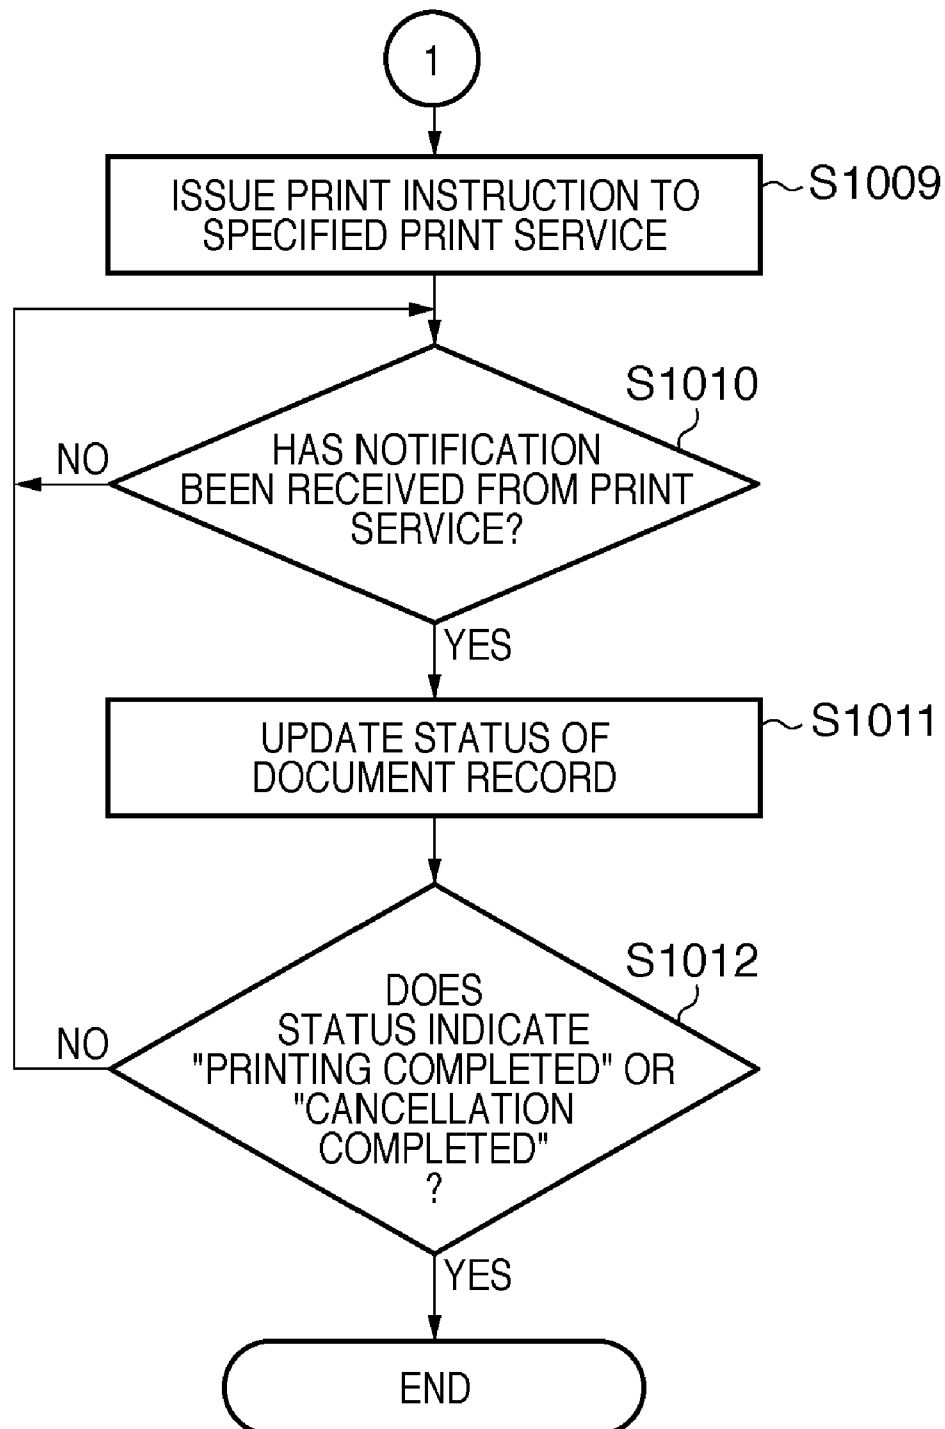 1
ISSUE PRINT INSTRUCTION TO
SPECIFIED PRINT SERVICE
S1009
S1010
HAS NOTIFICATION
BEEN RECEIVED FROM PRINT
SERVICE?
NO
YES
UPDATE STATUS OF
DOCUMENT RECORD
S1011
S1012
DOES
STATUS INDICATE
"PRINTING COMPLETED" OR
"CANCELLATION
COMPLETED"
?
NO
YES
END